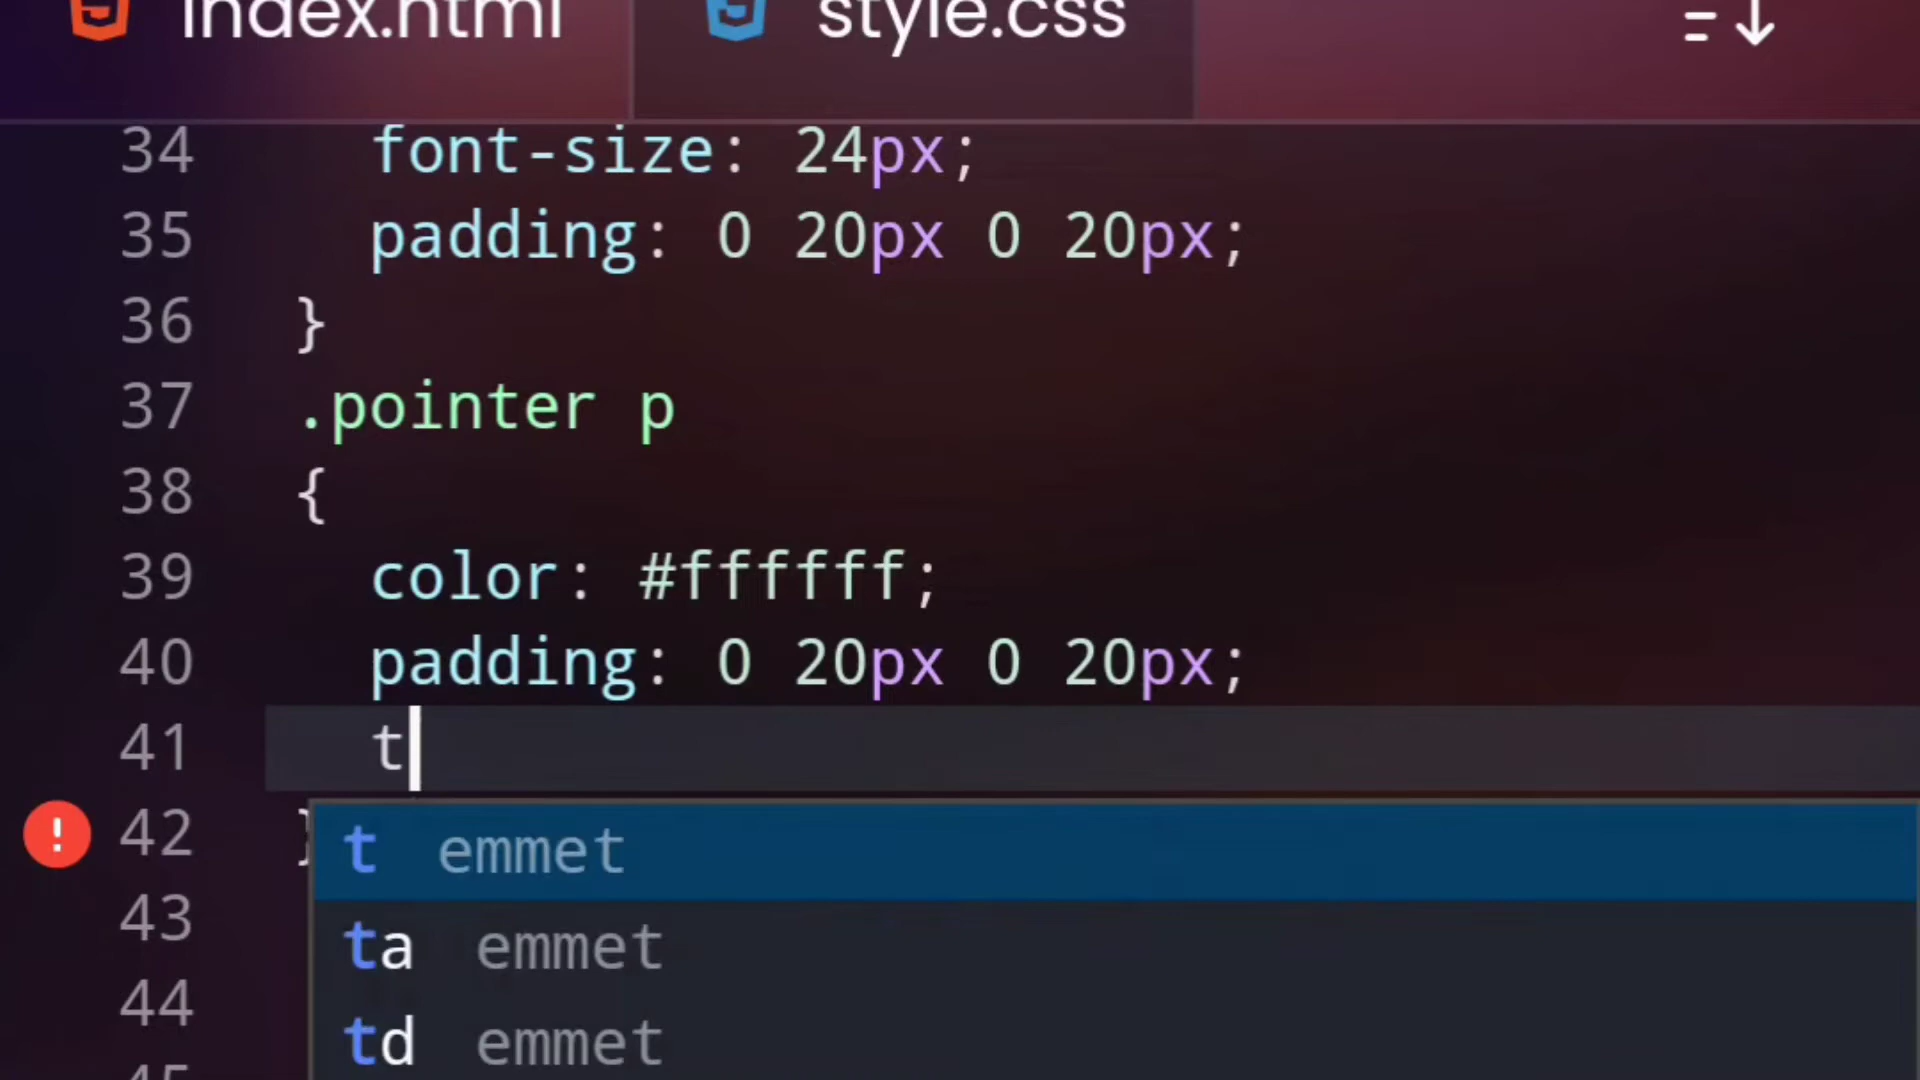 index.html style.css
34 font-size: 24px;
35 padding: 0 20px 0 20px;
36 }
37 .pointer p
38 {
39 color: #ffffff;
40 padding: 0 20px 0 20px;
41 t
42 }
t emmet
43
ta emmet
44
td emmet
45